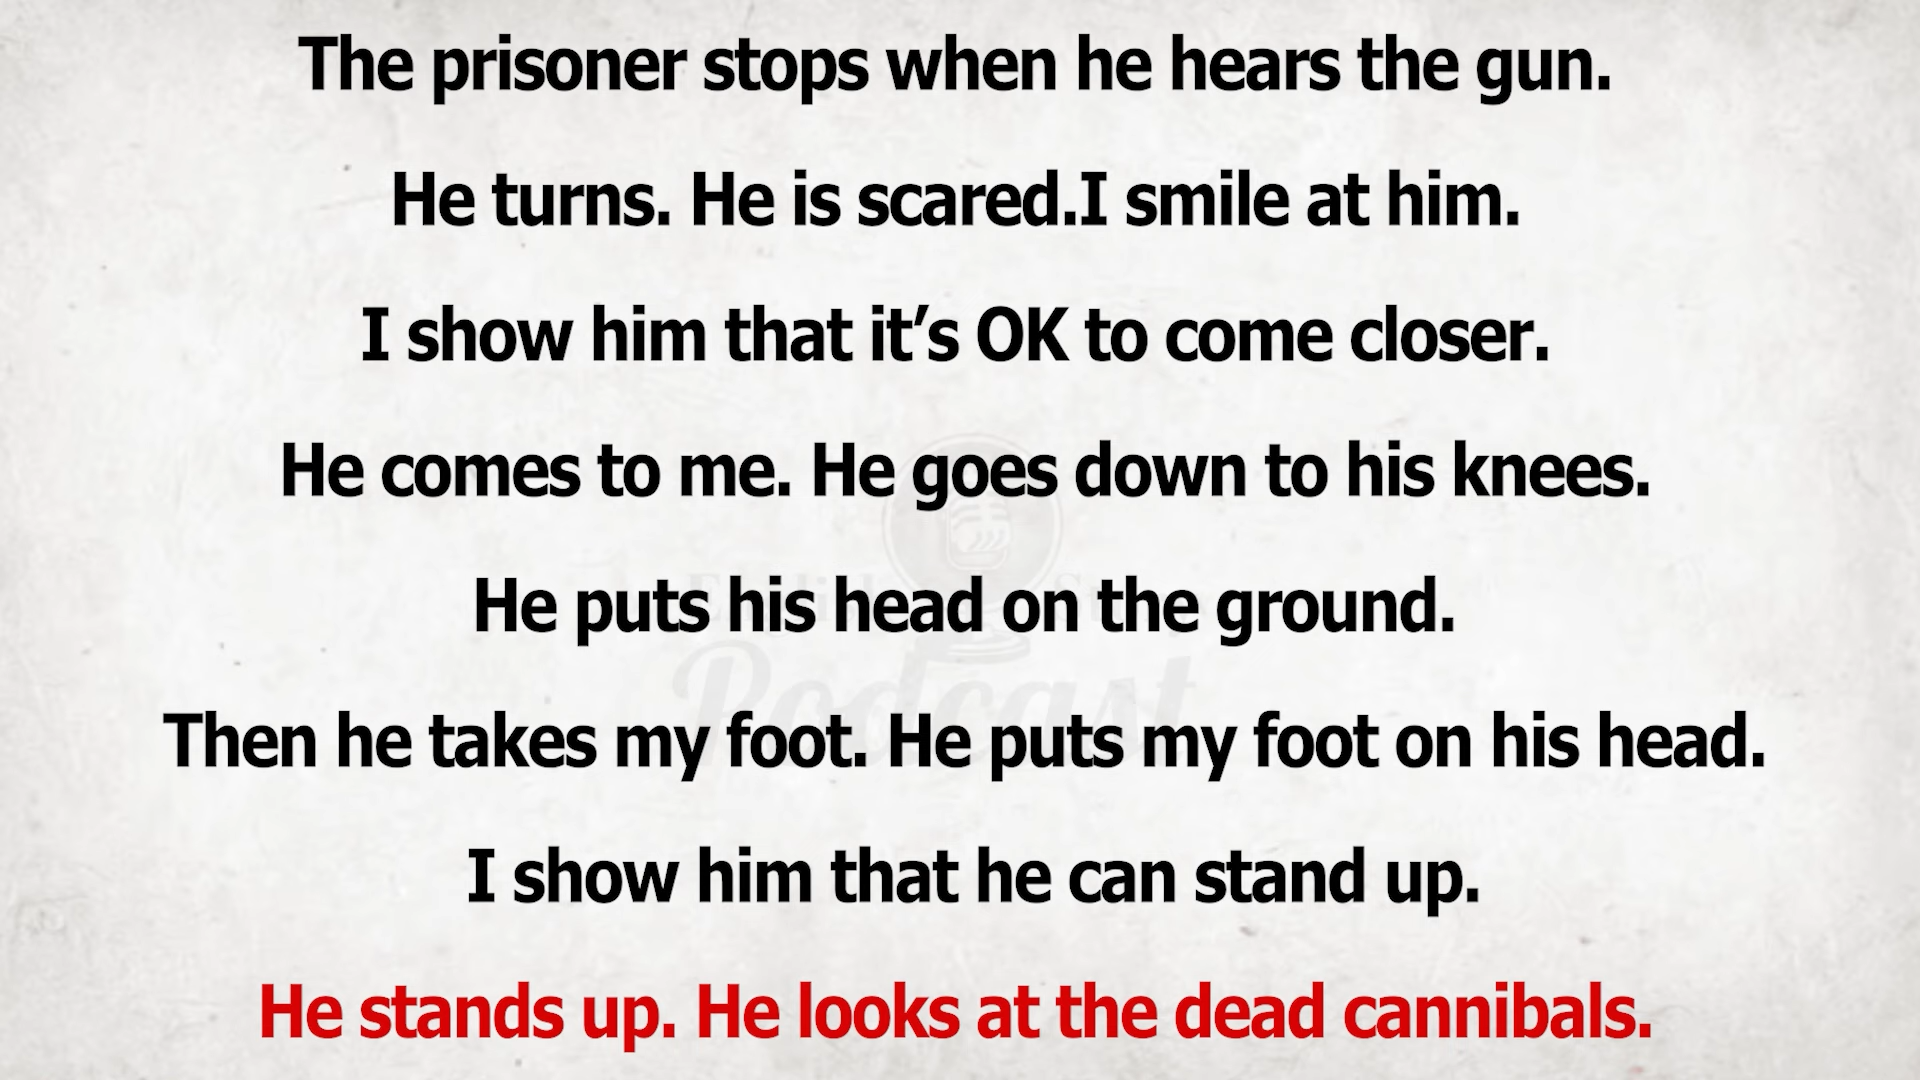 The prisoner stops when he hears the gun.
He turns. He is scared.I smile at him.
I show him that it’s OK to come closer.
He comes to me. He goes down to his knees.
He puts his head on the ground.
Then he takes my foot. He puts my foot on his head.
I show him that he can stand up.
He stands up. He looks at the dead cannibals.
Podcast